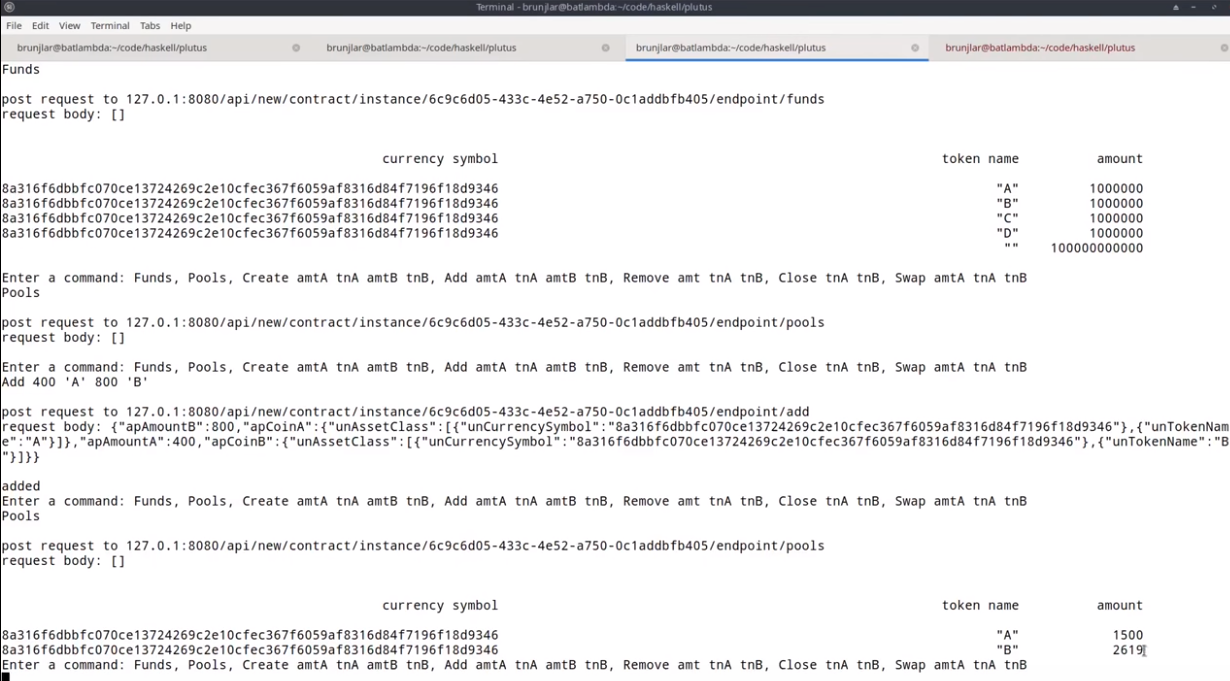 Terminal - brunjlar@batlambda:~/code/haskell/plutus
File Edit View Terminal Tabs Help
brunjlar@batlambda:~/code/haskell/plutus brunjlar@batlambda:~/code/haskell/plutus brunjlar@batlambda:~/code/haskell/plutus brunjlar@batlambda:~/code/haskell/plutus
Funds
post request to 127.0.1:8080/api/new/contract/instance/6c9c6d05-433c-4e52-a750-0c1addbfb405/endpoint/funds
request body: []
currency symbol token name amount
8a316f6dbbfc070ce13724269c2e10cfec367f6059af8316d84f7196f18d9346 "A" 1000000
8a316f6dbbfc070ce13724269c2e10cfec367f6059af8316d84f7196f18d9346 "B" 1000000
8a316f6dbbfc070ce13724269c2e10cfec367f6059af8316d84f7196f18d9346 "C" 1000000
8a316f6dbbfc070ce13724269c2e10cfec367f6059af8316d84f7196f18d9346 "D" 1000000
"" 100000000000
Enter a command: Funds, Pools, Create amtA tnA amtB tnB, Add amtA tnA amtB tnB, Remove amt tnA tnB, Close tnA tnB, Swap amtA tnA tnB
Pools
post request to 127.0.1:8080/api/new/contract/instance/6c9c6d05-433c-4e52-a750-0c1addbfb405/endpoint/pools
request body: []
Enter a command: Funds, Pools, Create amtA tnA amtB tnB, Add amtA tnA amtB tnB, Remove amt tnA tnB, Close tnA tnB, Swap amtA tnA tnB
Add 400 'A' 800 'B'
post request to 127.0.1:8080/api/new/contract/instance/6c9c6d05-433c-4e52-a750-0c1addbfb405/endpoint/add
request body: {"apAmountB":800,"apCoinA":{"unAssetClass":[{"unCurrencySymbol":"8a316f6dbbfc070ce13724269c2e10cfec367f6059af8316d84f7196f18d9346"},{"unTokenNam
e":"A"}]},"apAmountA":400,"apCoinB":{"unAssetClass":[{"unCurrencySymbol":"8a316f6dbbfc070ce13724269c2e10cfec367f6059af8316d84f7196f18d9346"},{"unTokenName":"B
"}]}}
added
Enter a command: Funds, Pools, Create amtA tnA amtB tnB, Add amtA tnA amtB tnB, Remove amt tnA tnB, Close tnA tnB, Swap amtA tnA tnB
Pools
post request to 127.0.1:8080/api/new/contract/instance/6c9c6d05-433c-4e52-a750-0c1addbfb405/endpoint/pools
request body: []
currency symbol token name amount
8a316f6dbbfc070ce13724269c2e10cfec367f6059af8316d84f7196f18d9346 "A" 1500
8a316f6dbbfc070ce13724269c2e10cfec367f6059af8316d84f7196f18d9346 "B" 2619
Enter a command: Funds, Pools, Create amtA tnA amtB tnB, Add amtA tnA amtB tnB, Remove amt tnA tnB, Close tnA tnB, Swap amtA tnA tnB